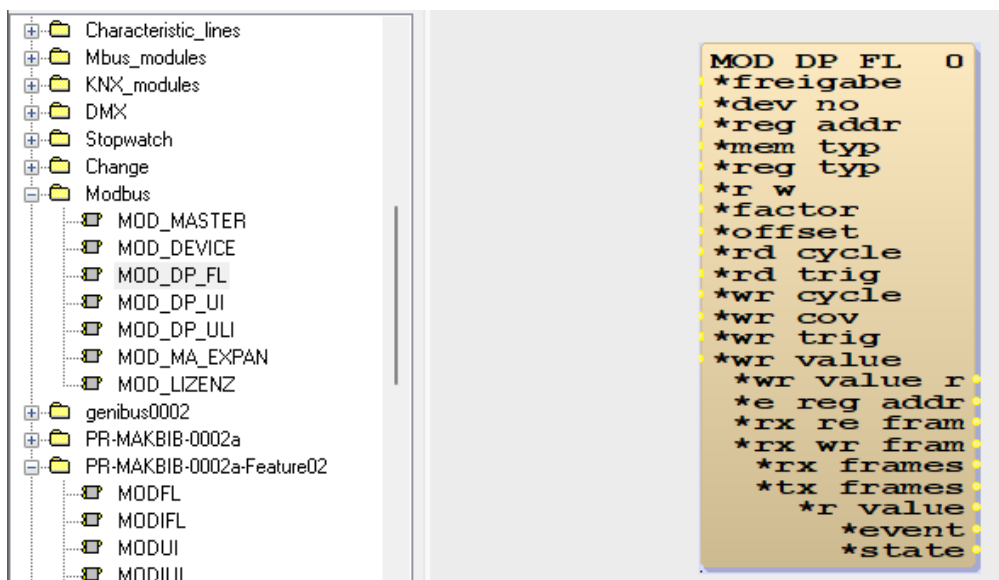 Characteristic_lines
Mbus_modules
KNX_modules
DMX
Stopwatch
Change
Modbus
MOD_MASTER
MOD_DEVICE
MOD_DP_FL
MOD_DP_UI
MOD_DP_ULI
MOD_MA_EXPAN
MOD_LIZENZ
genibus0002
PR-MAKBIB-0002a
PR-MAKBIB-0002a-Feature02
MODFL
MODIFL
MODUI
MODIUI
MOD DP FL 0
*freigabe
*dev no
*reg addr
*mem typ
*reg typ
*r w
*factor
*offset
*rd cycle
*rd trig
*wr cycle
*wr cov
*wr trig
*wr value
*wr value r
*e reg addr
*rx re fram
*rx wr fram
*rx frames
*tx frames
*r value
*event
*state